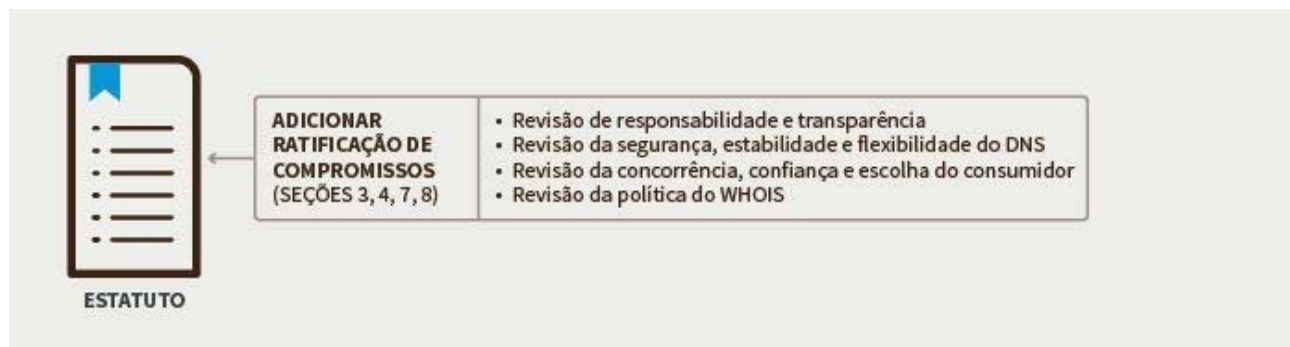 ADICIONAR
RATIFICAÇÃO DE
COMPROMISSOS
(SEÇÕES 3, 4, 7, 8)
• Revisão de responsabilidade e transparência
• Revisão da segurança, estabilidade e flexibilidade do DNS
• Revisão da concorrência, confiança e escolha do consumidor
• Revisão da política do WHOIS
ESTATUTO